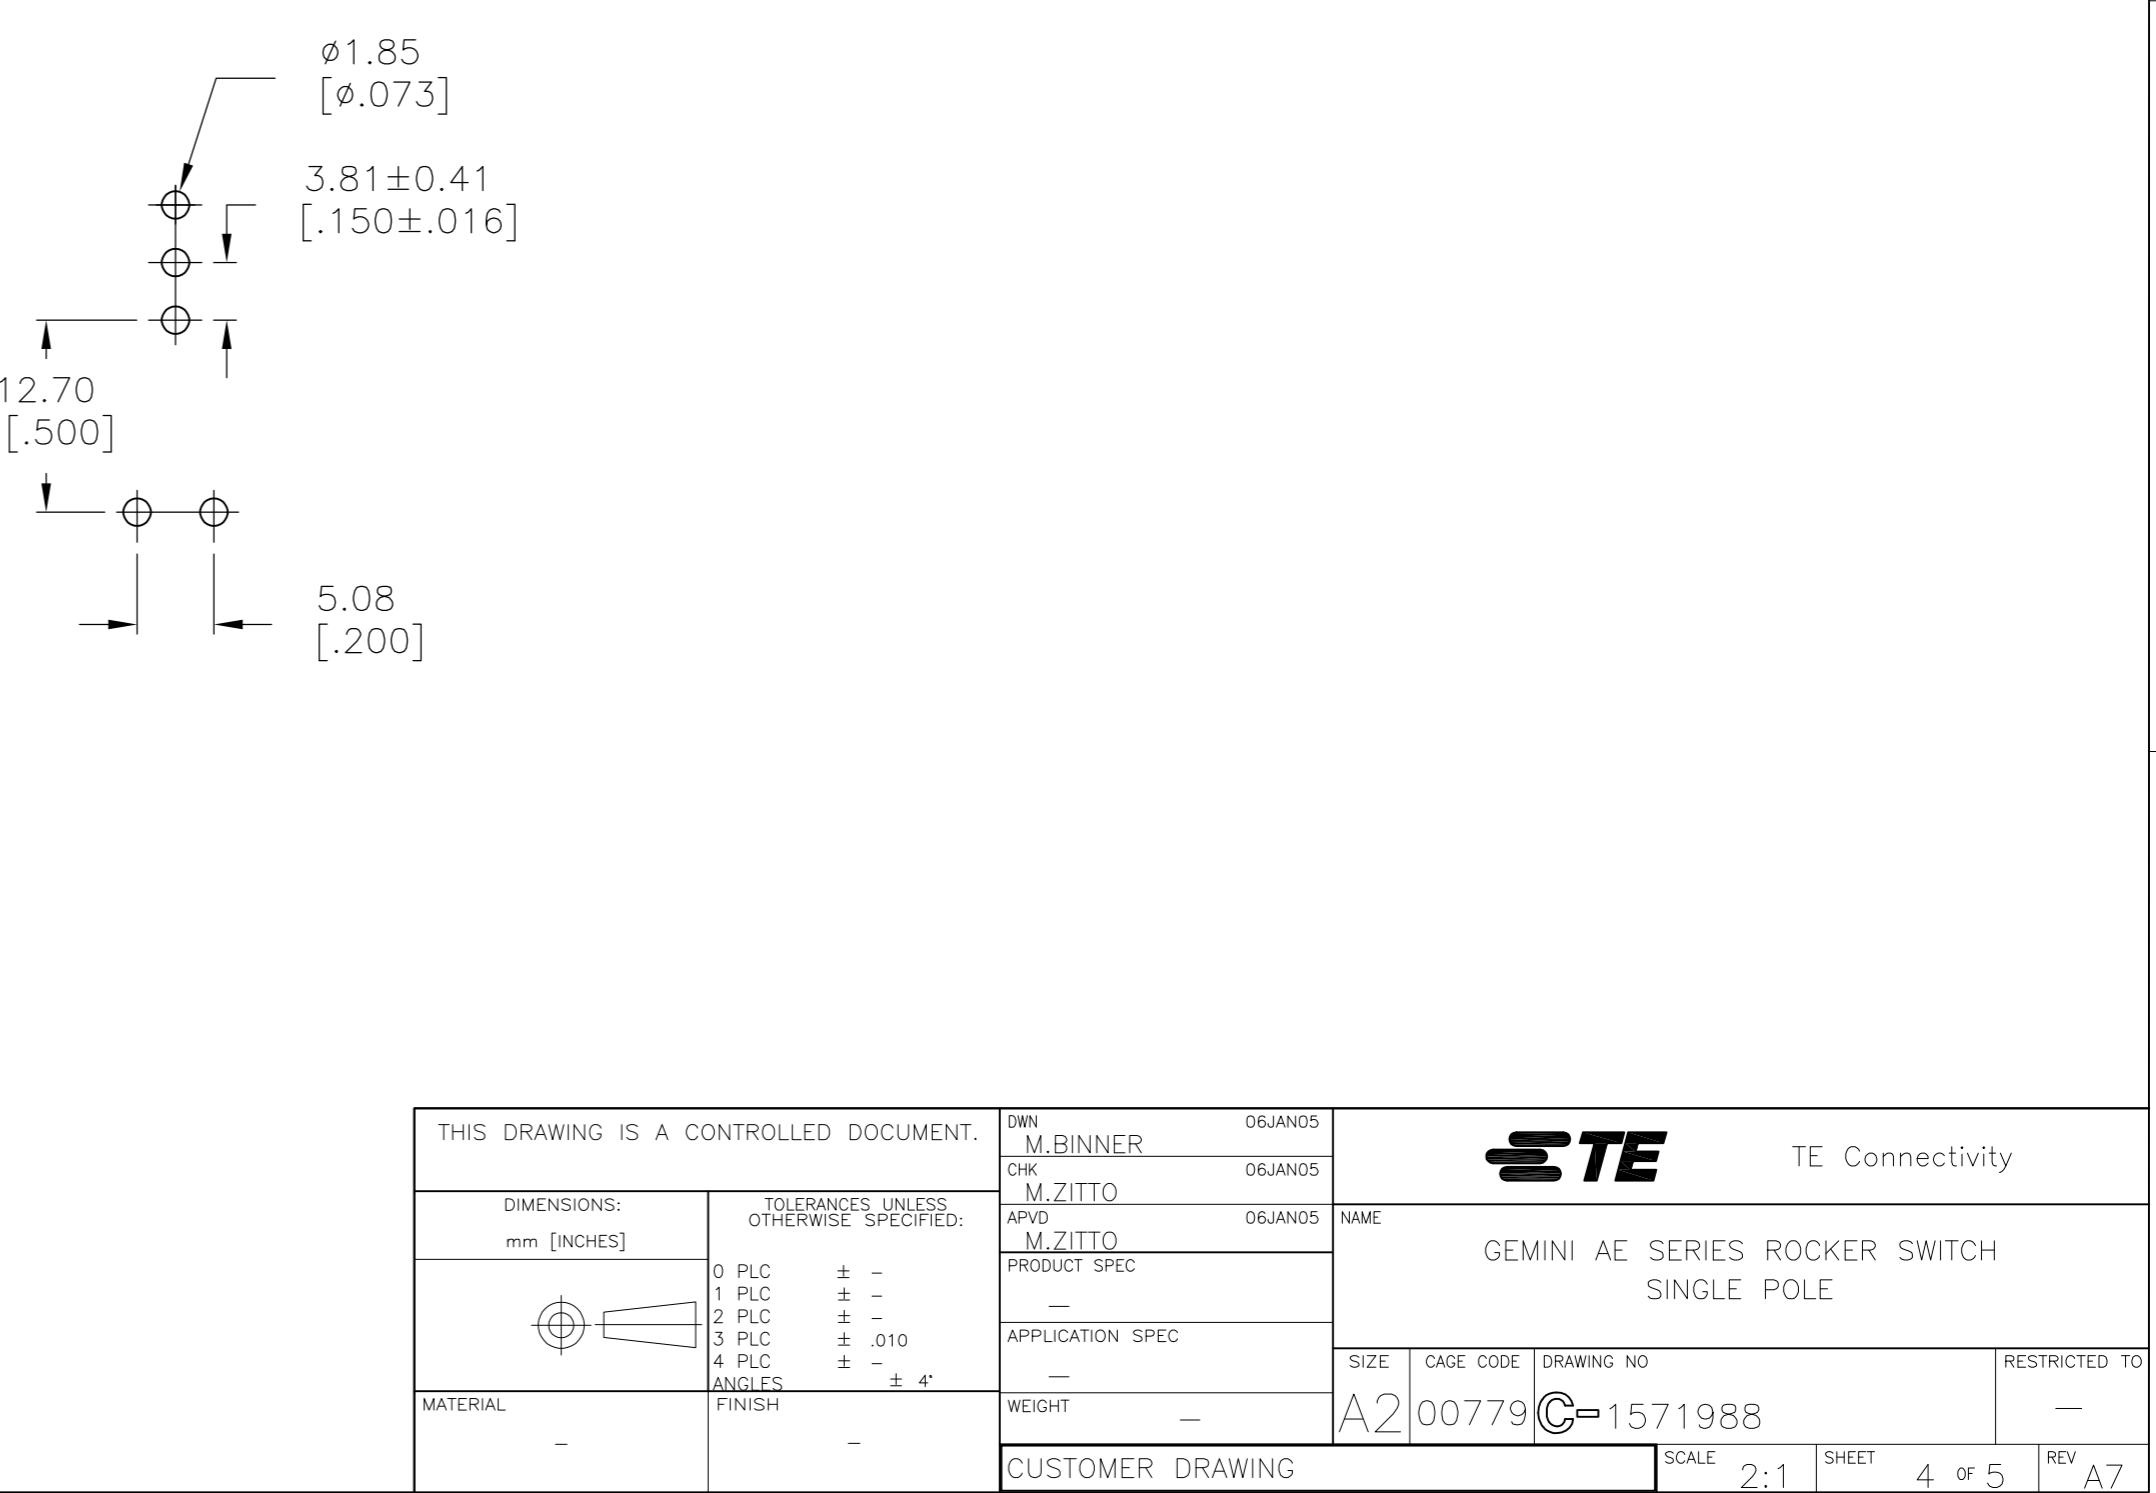 ⌀1.85
[⌀.073]
3.81±0.41
[.150±.016]
12.70
[.500]
5.08
[.200]
THIS DRAWING IS A CONTROLLED DOCUMENT.
DIMENSIONS:
mm [INCHES]
TOLERANCES UNLESS
OTHERWISE SPECIFIED:
0 PLC ± –
1 PLC ± –
2 PLC ± –
3 PLC ± .010
4 PLC ± –
ANGLES ± 4°
MATERIAL
–
FINISH
–
DWN 06JAN05
M.BINNER
CHK 06JAN05
M.ZITTO
APVD 06JAN05
M.ZITTO
PRODUCT SPEC
—
APPLICATION SPEC
—
WEIGHT —
CUSTOMER DRAWING
TE TE Connectivity
NAME
GEMINI AE SERIES ROCKER SWITCH
SINGLE POLE
SIZE
A2
CAGE CODE
00779
DRAWING NO
C-1571988
RESTRICTED TO
—
SCALE 2:1
SHEET 4 OF 5
REV A7